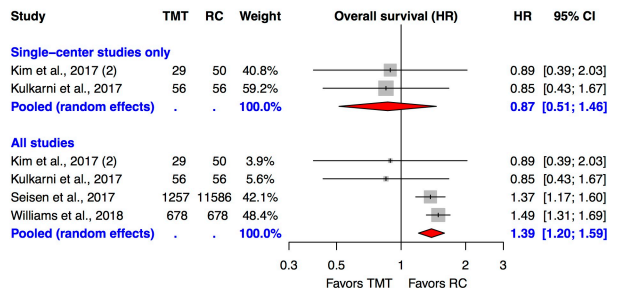 Study TMT RC Weight Overall survival (HR) HR 95% CI
Single−center studies only
Kim et al., 2017 (2) 29 50 40.8% 0.89 [0.39; 2.03]
Kulkarni et al., 2017 56 56 59.2% 0.85 [0.43; 1.67]
Pooled (random effects) . . 100.0% 0.87 [0.51; 1.46]
All studies
Kim et al., 2017 (2) 29 50 3.9% 0.89 [0.39; 2.03]
Kulkarni et al., 2017 56 56 5.6% 0.85 [0.43; 1.67]
Seisen et al., 2017 1257 11586 42.1% 1.37 [1.17; 1.60]
Williams et al., 2018 678 678 48.4% 1.49 [1.31; 1.69]
Pooled (random effects) . . 100.0% 1.39 [1.20; 1.59]
0.3 0.5 1 2 3
Favors TMT Favors RC